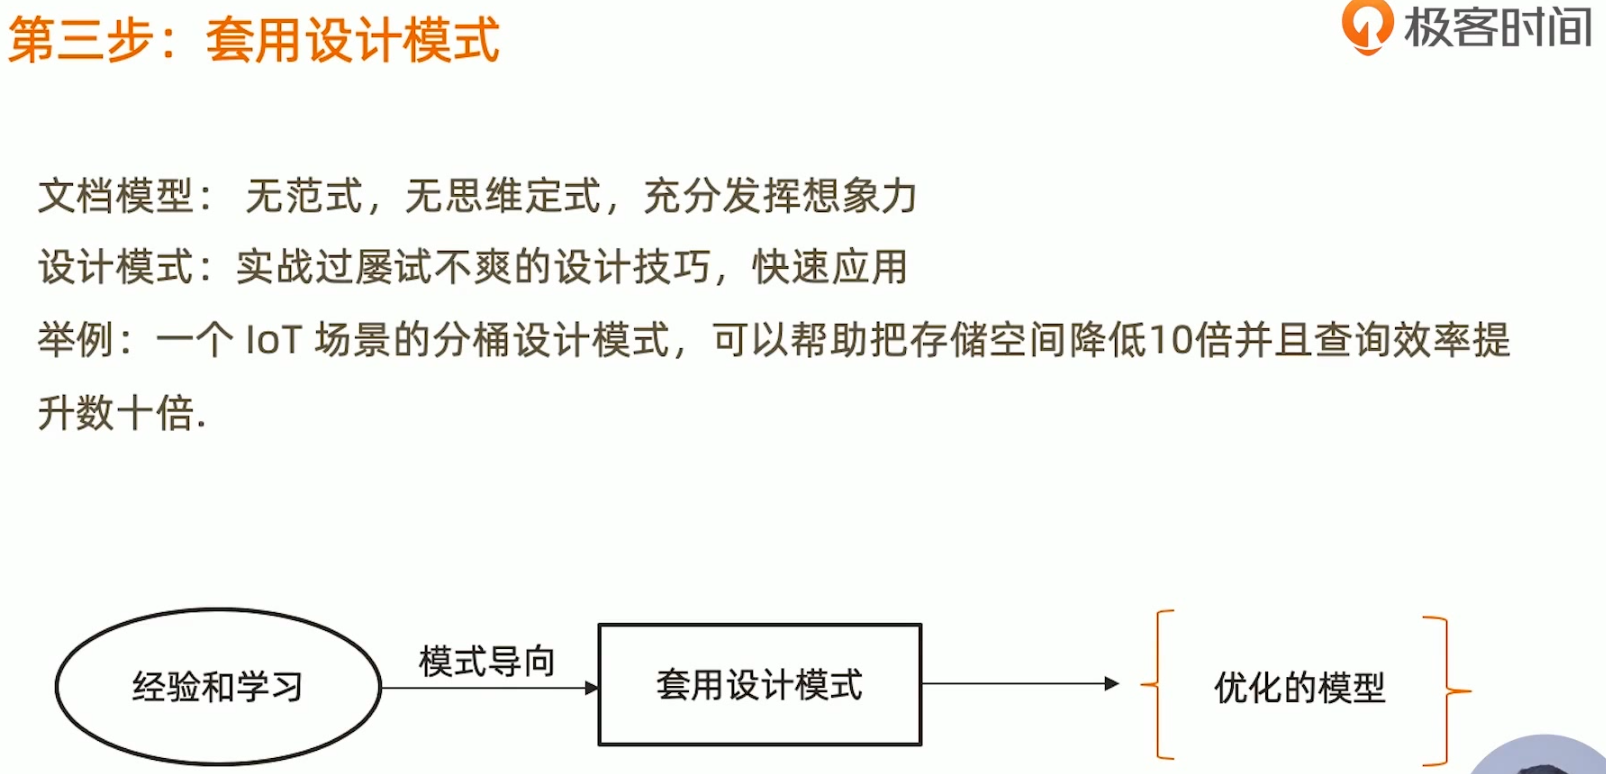 第三步：套用设计模式
极客时间
文档模型： 无范式，无思维定式，充分发挥想象力
设计模式：实战过屡试不爽的设计技巧，快速应用
举例：一个 IoT 场景的分桶设计模式，可以帮助把存储空间降低10倍并且查询效率提
升数十倍.
经验和学习
模式导向
套用设计模式
优化的模型